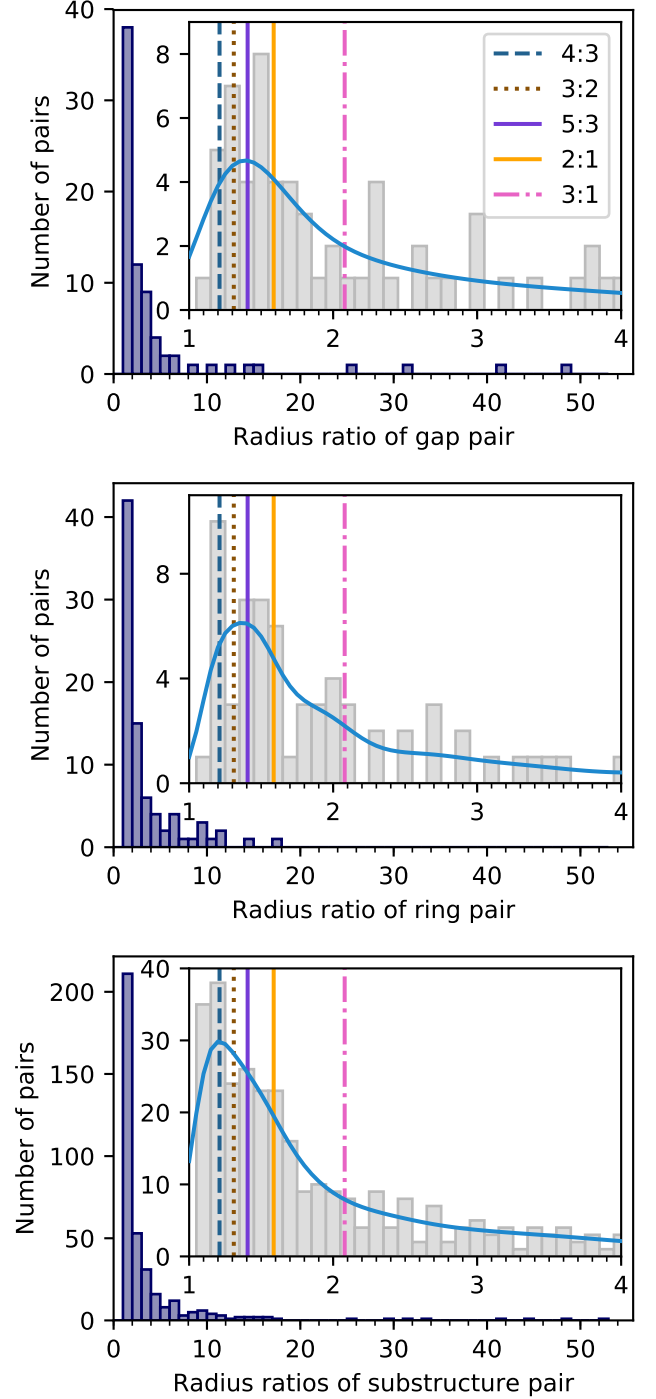 40
30
20
10
0
Number of pairs
8
6
4
2
0
1 2 3 4
4:3
3:2
5:3
2:1
3:1
0 10 20 30 40 50
Radius ratio of gap pair
40
30
20
10
0
Number of pairs
8
4
0
1 2 3 4
0 10 20 30 40 50
Radius ratio of ring pair
200
150
100
50
0
Number of pairs
40
30
20
10
0
1 2 3 4
0 10 20 30 40 50
Radius ratios of substructure pair